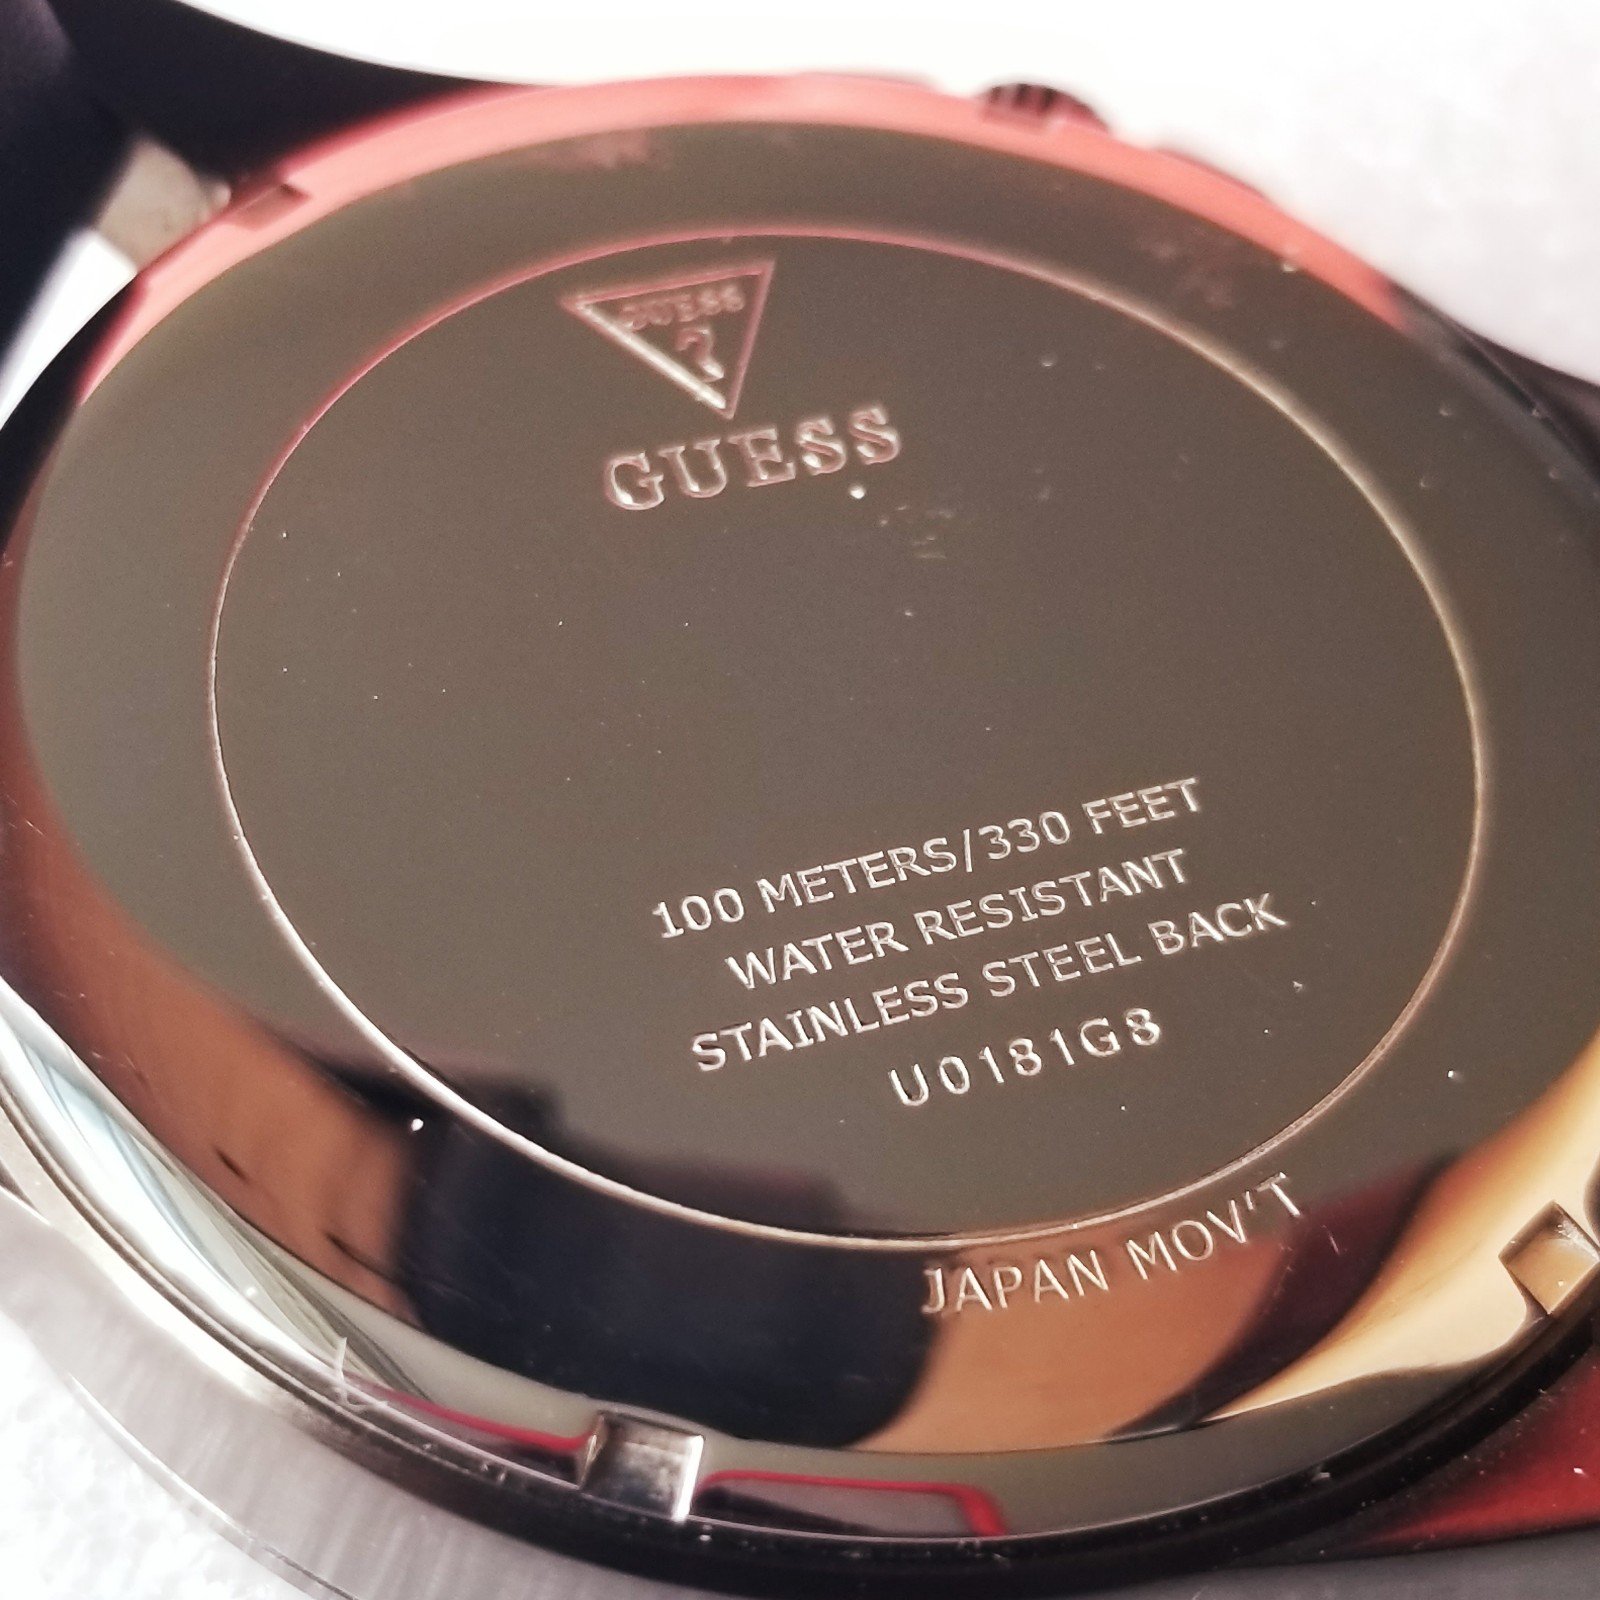 GUESS
?
GUESS
100 METERS/330 FEET
WATER RESISTANT
STAINLESS STEEL BACK
U0181G8
JAPAN MOV'T